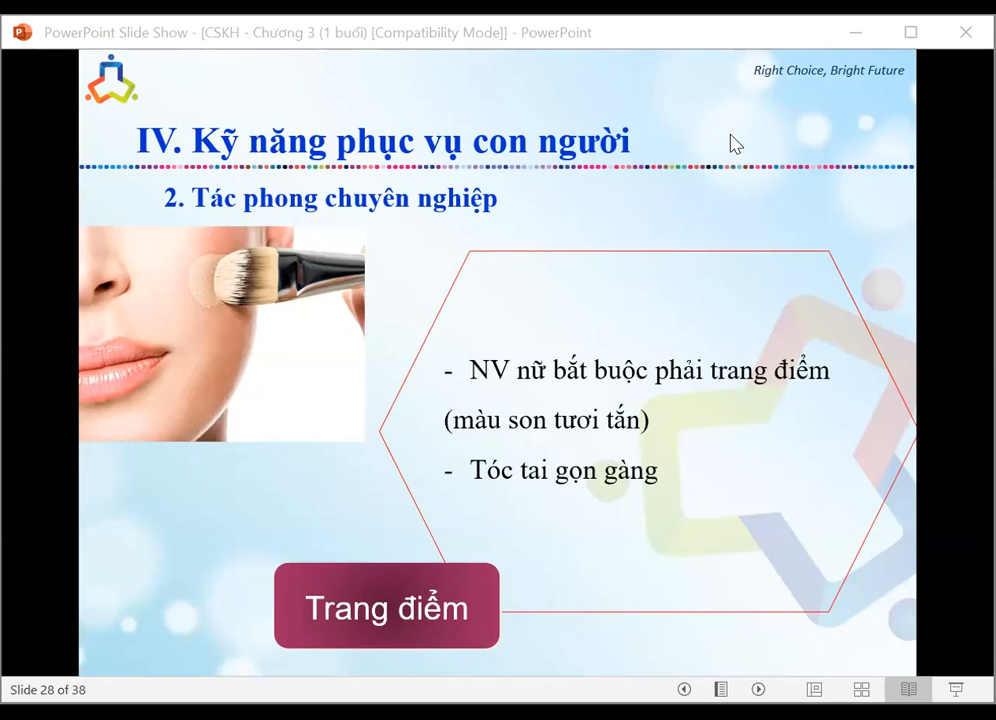 PowerPoint Slide Show - [CSKH - Chương 3 (1 buổi) [Compatibility Mode]] - PowerPoint
Right Choice, Bright Future
IV. Kỹ năng phục vụ con người
2. Tác phong chuyên nghiệp
- NV nữ bắt buộc phải trang điểm
(màu son tươi tắn)
- Tóc tai gọn gàng
Trang điểm
Slide 28 of 38